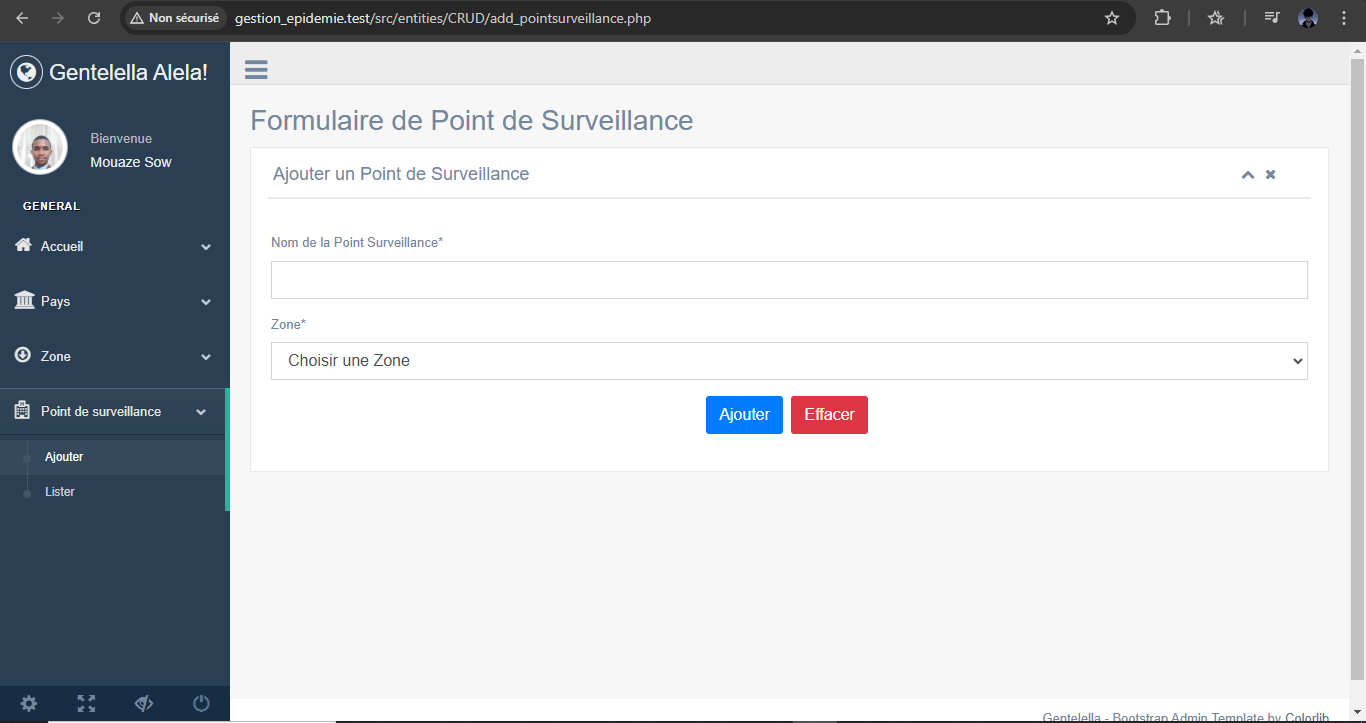 Non sécurisé gestion_epidemie.test/src/entities/CRUD/add_pointsurveillance.php
Gentelella Alela!
Bienvenue
Mouaze Sow
GENERAL
Accueil
Pays
Zone
Point de surveillance
Ajouter
Lister
Formulaire de Point de Surveillance
Ajouter un Point de Surveillance
Nom de la Point Surveillance*
Zone*
Choisir une Zone
Ajouter Effacer
Gentelella - Bootstrap Admin Template by Colorlib